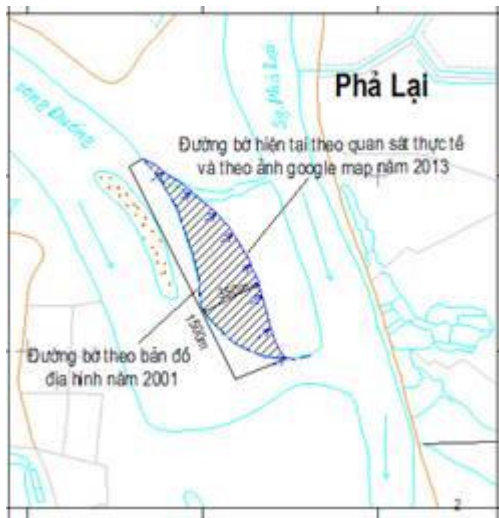 Phả Lại
sông Đuống
Sg. Phả Lại
Đường bờ hiện tại theo quan sát thực tế
và theo ảnh google map năm 2013
1500m
Đường bờ theo bản đồ
địa hình năm 2001
2